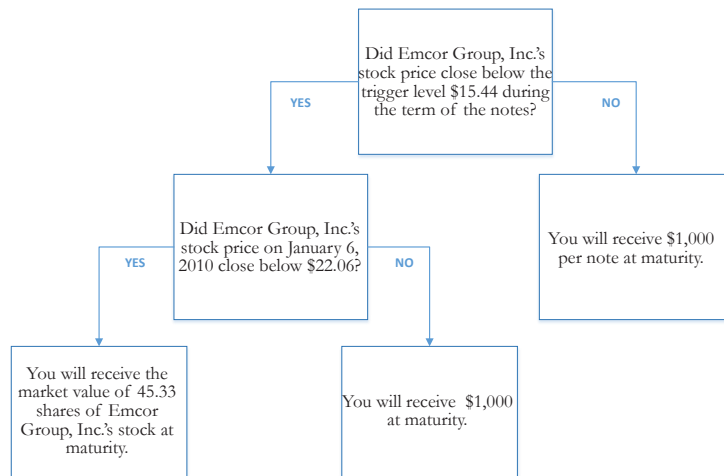 Did Emcor Group, Inc.'s
stock price close below the
trigger level $15.44 during
the term of the notes?
YES
NO
Did Emcor Group, Inc.'s
stock price on January 6,
2010 close below $22.06?
You will receive $1,000
per note at maturity.
YES
NO
You will receive the
market value of 45.33
shares of Emcor
Group, Inc.'s stock at
maturity.
You will receive $1,000
at maturity.